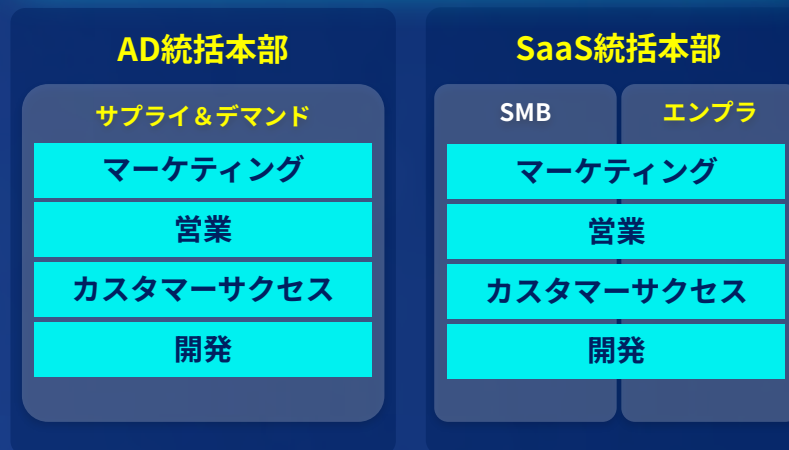 AD統括本部
サプライ＆デマンド
マーケティング
営業
カスタマーサクセス
開発
SaaS統括本部
SMB エンプラ
マーケティング
営業
カスタマーサクセス
開発